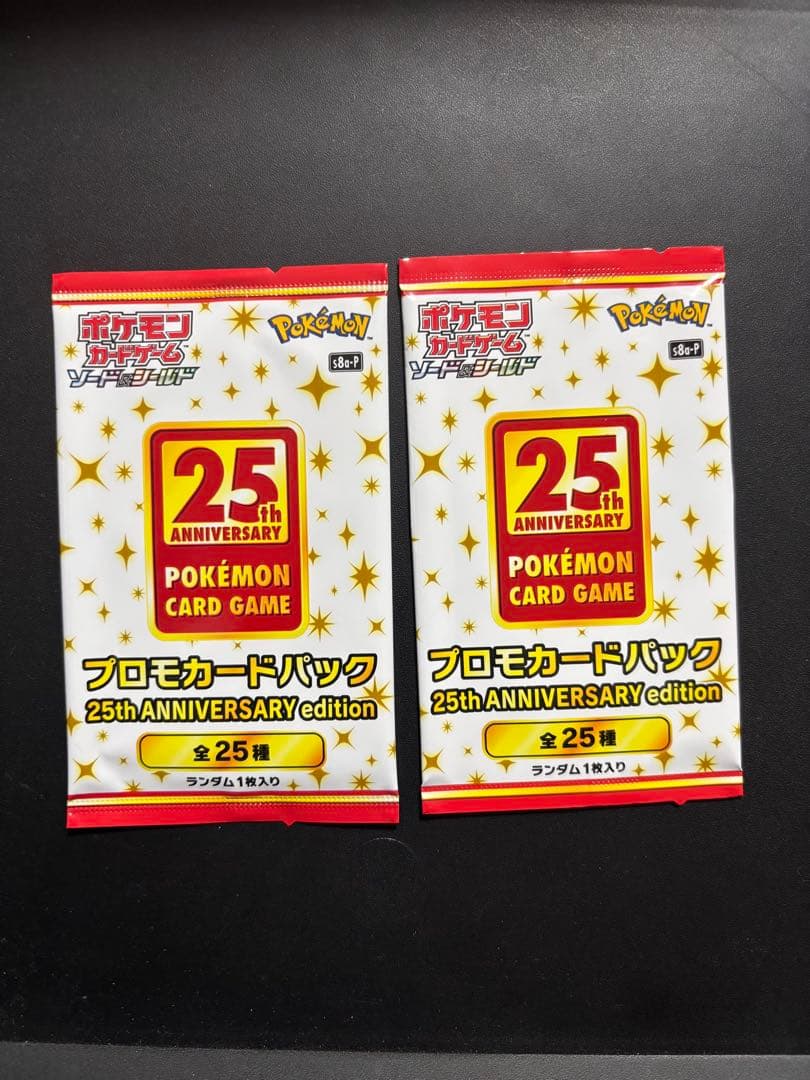 ポケモン
カードゲーム
ソード&シールド
POKÉMON
s8a-P
25th
ANNIVERSARY
POKÉMON
CARD GAME
プロモカードパック
25th ANNIVERSARY edition
全25種
ランダム1枚入り
ポケモン
カードゲーム
ソード&シールド
POKÉMON
s8a-P
25th
ANNIVERSARY
POKÉMON
CARD GAME
プロモカードパック
25th ANNIVERSARY edition
全25種
ランダム1枚入り